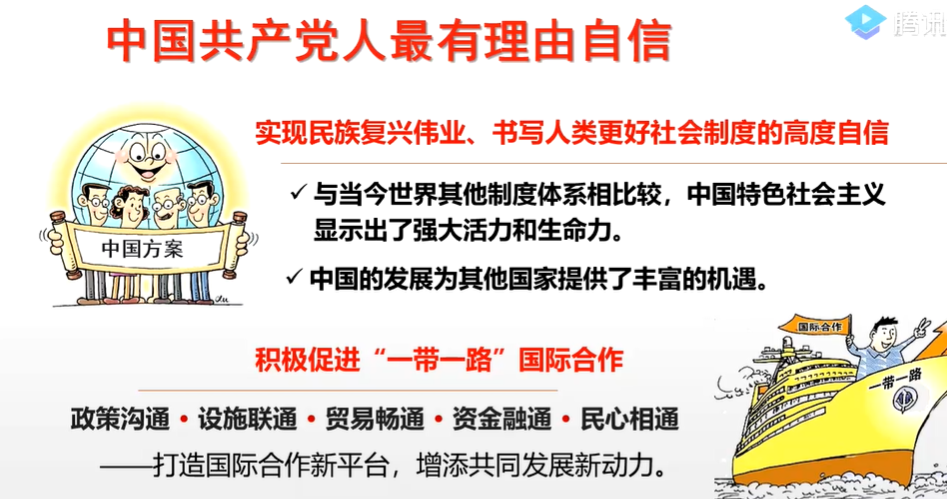 中国共产党人最有理由自信
腾讯
实现民族复兴伟业、书写人类更好社会制度的高度自信
✓ 与当今世界其他制度体系相比较，中国特色社会主义
显示出了强大活力和生命力。
✓ 中国的发展为其他国家提供了丰富的机遇。
中国方案
积极促进“一带一路”国际合作
政策沟通・设施联通・贸易畅通・资金融通・民心相通
——打造国际合作新平台，增添共同发展新动力。
国际合作
一带一路